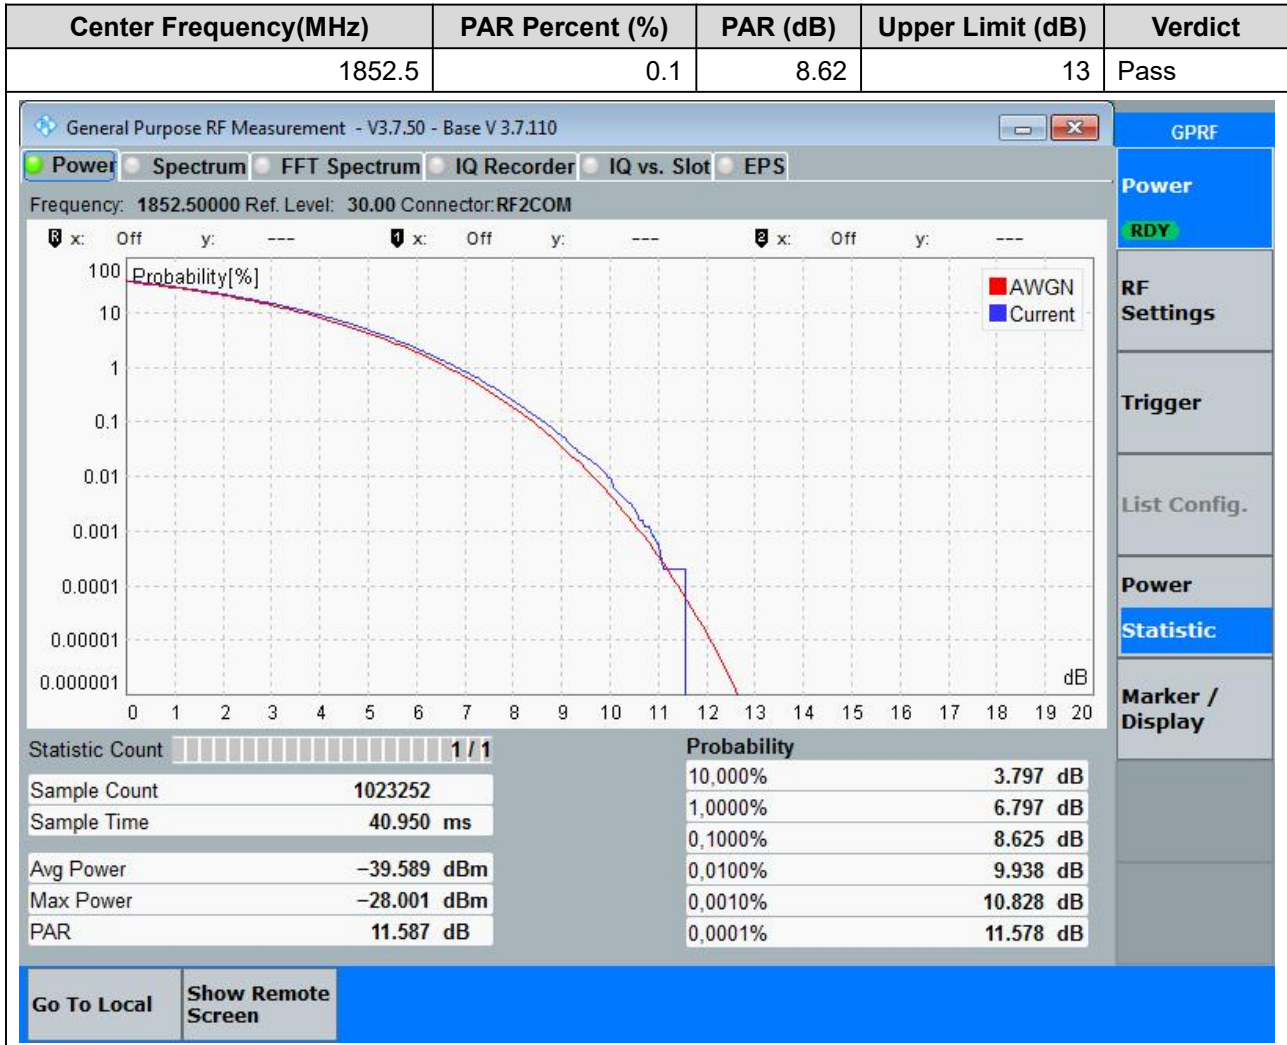 Center Frequency(MHz) PAR Percent (%) PAR (dB) Upper Limit (dB) Verdict
1852.5 0.1 8.62 13 Pass
General Purpose RF Measurement - V3.7.50 - Base V 3.7.110
GPRF
Power Spectrum FFT Spectrum IQ Recorder IQ vs. Slot EPS
Frequency: 1852.50000 Ref. Level: 30.00 Connector:RF2COM
R x: Off y: --- 1 x: Off y: --- 2 x: Off y: ---
Probability[%]
100
10
1
0.1
0.01
0.001
0.0001
0.00001
0.000001
AWGN
Current
dB
0 1 2 3 4 5 6 7 8 9 10 11 12 13 14 15 16 17 18 19 20
Power
RDY
RF
Settings
Trigger
List Config.
Power
Statistic
Marker /
Display
Statistic Count 1 / 1
Sample Count 1023252
Sample Time 40.950 ms
Avg Power −39.589 dBm
Max Power −28.001 dBm
PAR 11.587 dB
Probability
10,000% 3.797 dB
1,0000% 6.797 dB
0,1000% 8.625 dB
0,0100% 9.938 dB
0,0010% 10.828 dB
0,0001% 11.578 dB
Go To Local
Show Remote
Screen